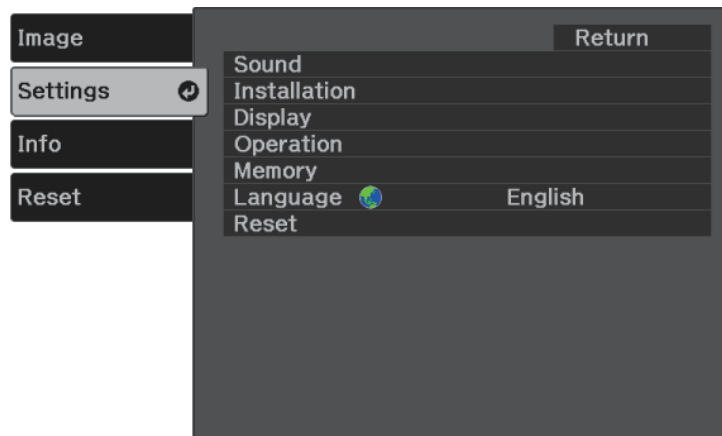 Image
Settings
Info
Reset
Return
Sound
Installation
Display
Operation
Memory
Language English
Reset